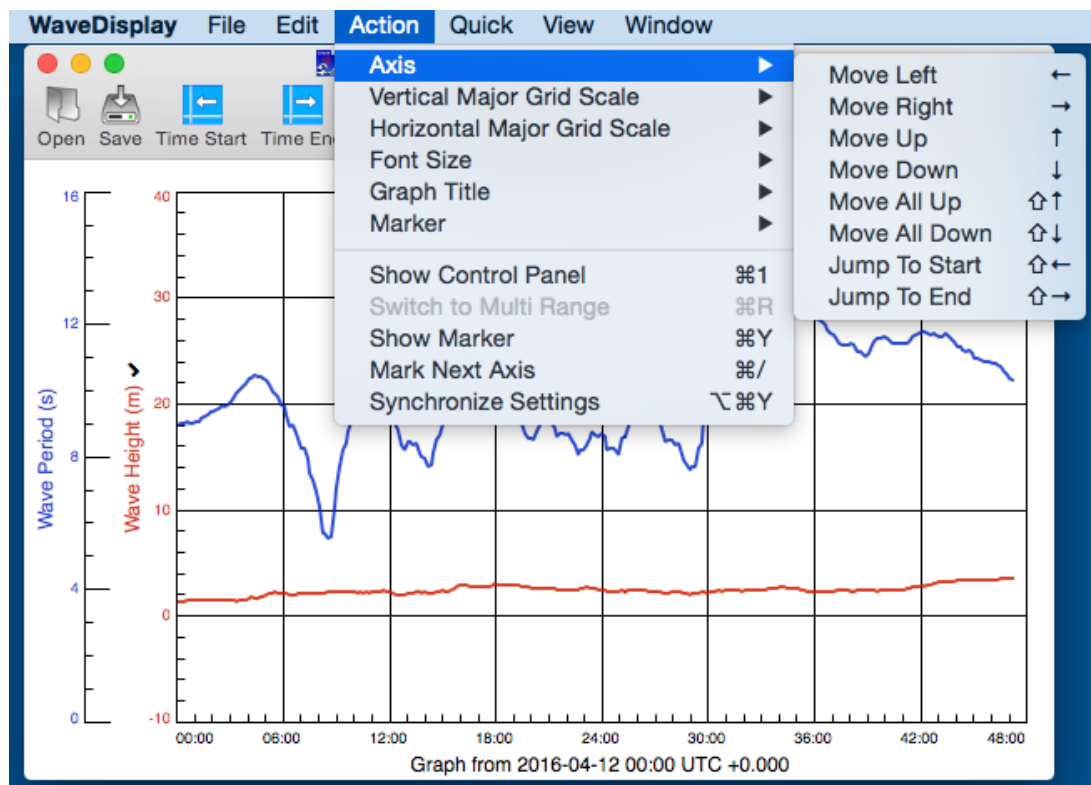 WaveDisplay File Edit Action Quick View Window
Open Save Time Start Time En
Axis ▶
Vertical Major Grid Scale ▶
Horizontal Major Grid Scale ▶
Font Size ▶
Graph Title ▶
Marker ▶
Show Control Panel ⌘1
Switch to Multi Range ⌘R
Show Marker ⌘Y
Mark Next Axis ⌘/
Synchronize Settings ⌥⌘Y
Move Left ←
Move Right →
Move Up ↑
Move Down ↓
Move All Up ⇧↑
Move All Down ⇧↓
Jump To Start ⇧←
Jump To End ⇧→
Wave Period (s)
16
12
8
4
0
Wave Height (m) ✔
40
30
20
10
0
-10
00:00 06:00 12:00 18:00 24:00 30:00 36:00 42:00 48:00
Graph from 2016-04-12 00:00 UTC +0.000